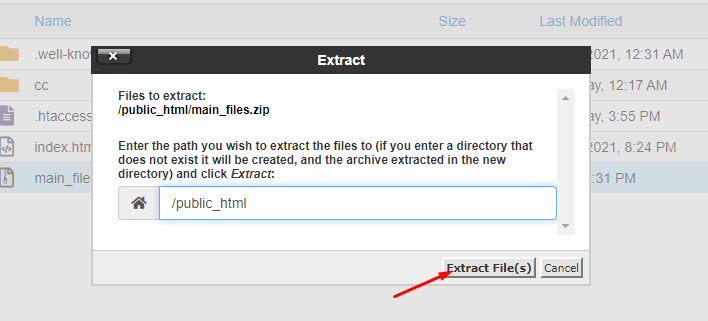 Name Size Last Modified
.well-know 2021, 12:31 AM
Extract
cc ay, 12:17 AM
Files to extract:
/public_html/main_files.zip
.htaccess y, 3:55 PM
Enter the path you wish to extract the files to (if you enter a directory that
index.htm 2021, 8:24 PM
does not exist it will be created, and the archive extracted in the new
directory) and click Extract:
main_file :31 PM
/public_html
Extract File(s) Cancel